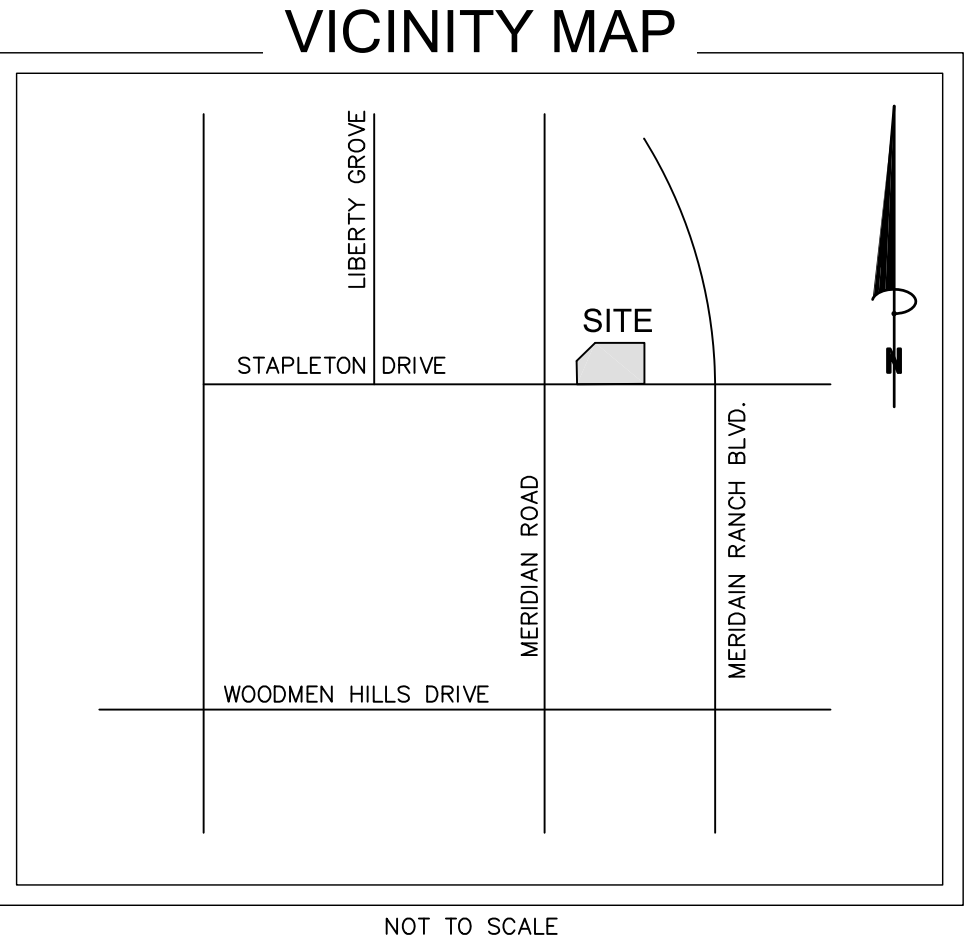 VICINITY MAP
LIBERTY GROVE
SITE
STAPLETON DRIVE
N
MERIDIAN ROAD
MERIDAIN RANCH BLVD.
WOODMEN HILLS DRIVE
NOT TO SCALE